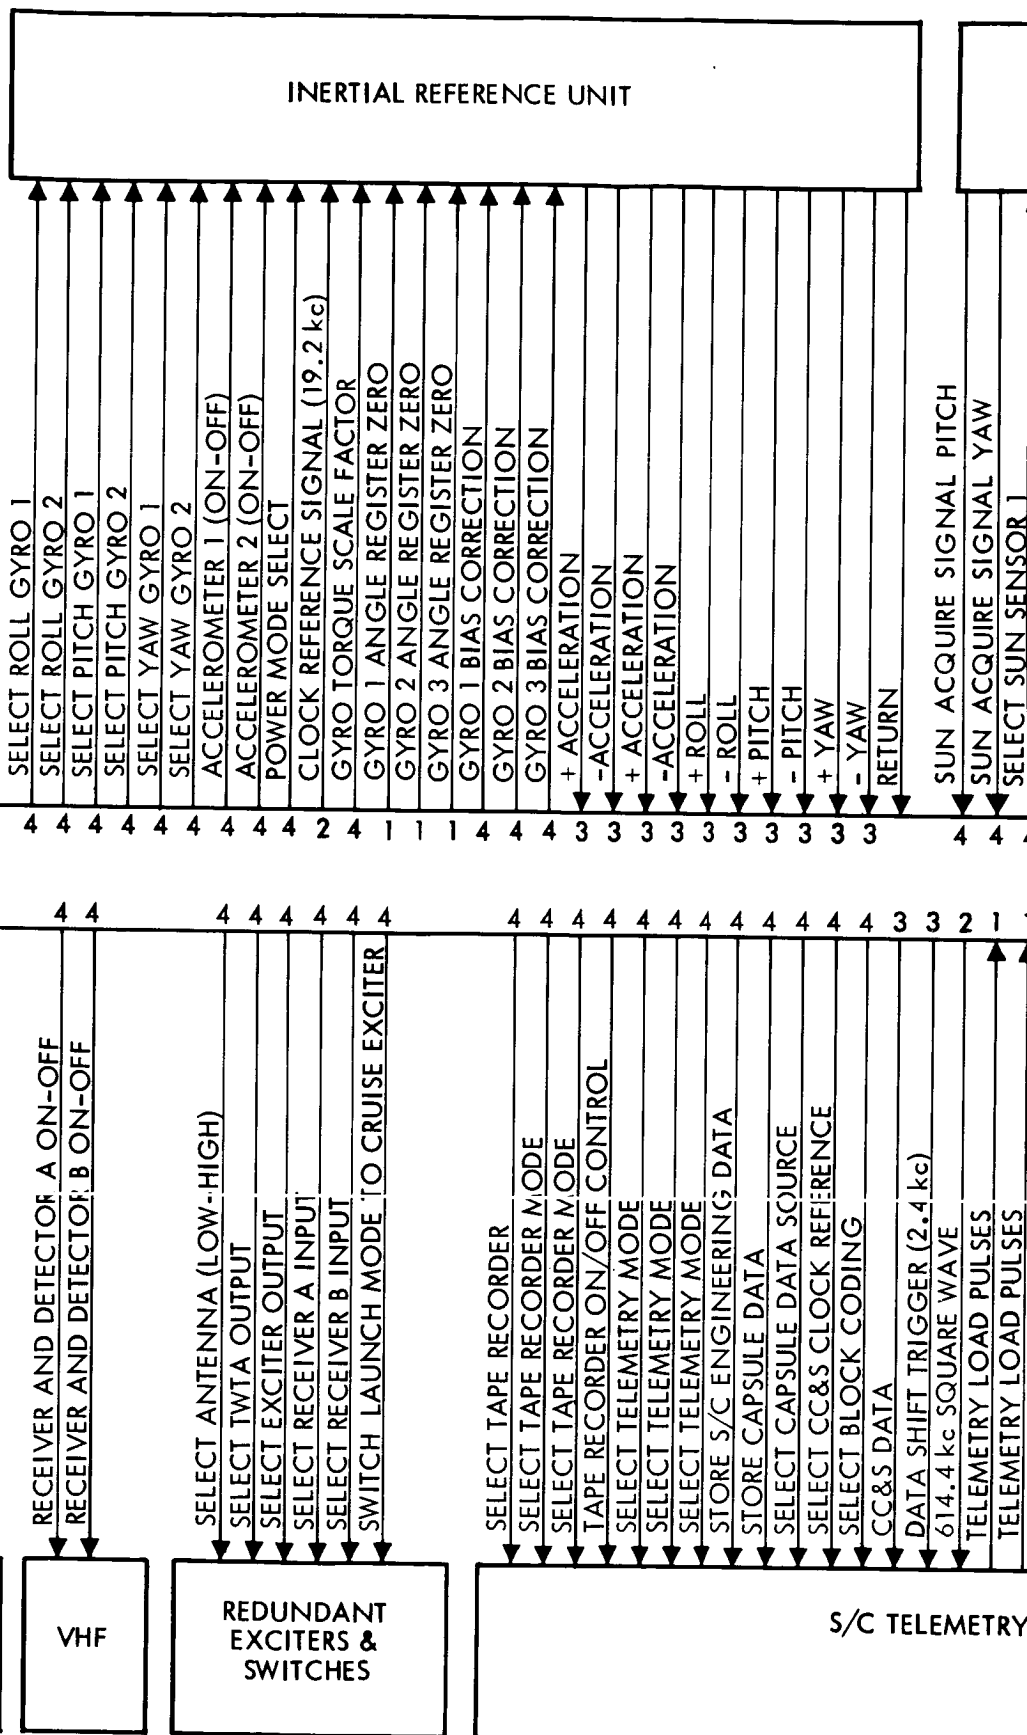 INERTIAL REFERENCE UNIT
SELECT ROLL GYRO 1
SELECT ROLL GYRO 2
SELECT PITCH GYRO 1
SELECT PITCH GYRO 2
SELECT YAW GYRO 1
SELECT YAW GYRO 2
ACCELEROMETER 1 (ON-OFF)
ACCELEROMETER 2 (ON-OFF)
POWER MODE SELECT
CLOCK REFERENCE SIGNAL (19.2 kc)
GYRO TORQUE SCALE FACTOR
GYRO 1 ANGLE REGISTER ZERO
GYRO 2 ANGLE REGISTER ZERO
GYRO 3 ANGLE REGISTER ZERO
GYRO 1 BIAS CORRECTION
GYRO 2 BIAS CORRECTION
GYRO 3 BIAS CORRECTION
+ ACCELERATION
-ACCELERATION
+ ACCELERATION
-ACCELERATION
+ ROLL
- ROLL
+ PITCH
- PITCH
+ YAW
- YAW
RETURN
SUN ACQUIRE SIGNAL PITCH
SUN ACQUIRE SIGNAL YAW
SELECT SUN SENSOR 1
4 4 4 4 4 4 4 4 4 2 4 1 1 1 4 4 4 3 3 3 3 3 3 3 3 3 3 4 4
4 4 4 4 4 4 4 4 4 4 4 4 4 4 4 4 4 4 4 4 3 3 2 1
RECEIVER AND DETECTOR A ON-OFF
RECEIVER AND DETECTOR B ON-OFF
SELECT ANTENNA (LOW-HIGH)
SELECT TWTA OUTPUT
SELECT EXCITER OUTPUT
SELECT RECEIVER A INPUT
SELECT RECEIVER B INPUT
SWITCH LAUNCH MODE TO CRUISE EXCITER
SELECT TAPE RECORDER
SELECT TAPE RECORDER MODE
SELECT TAPE RECORDER MODE
TAPE RECORDER ON/OFF CONTROL
SELECT TELEMETRY MODE
SELECT TELEMETRY MODE
SELECT TELEMETRY MODE
STORE S/C ENGINEERING DATA
STORE CAPSULE DATA
SELECT CAPSULE DATA SOURCE
SELECT CC&S CLOCK REFERENCE
SELECT BLOCK CODING
CC&S DATA
DATA SHIFT TRIGGER (2.4 kc)
614.4 kc SQUARE WAVE
TELEMETRY LOAD PULSES
TELEMETRY LOAD PULSES
VHF
REDUNDANT
EXCITERS &
SWITCHES
S/C TELEMETRY